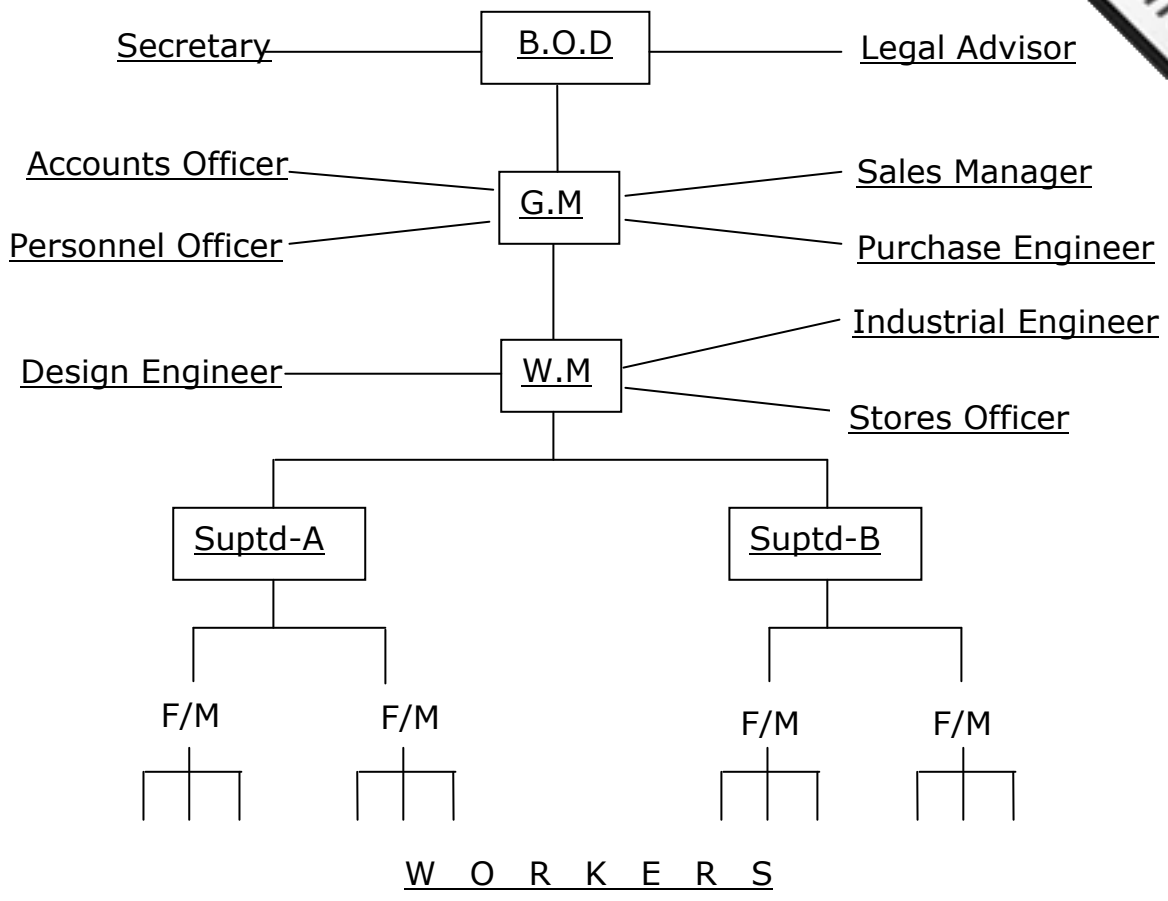 Secretary
B.O.D
Legal Advisor
Accounts Officer
Sales Manager
G.M
Personnel Officer
Purchase Engineer
Industrial Engineer
Design Engineer
W.M
Stores Officer
Suptd-A
Suptd-B
F/M
F/M
F/M
F/M
W O R K E R S